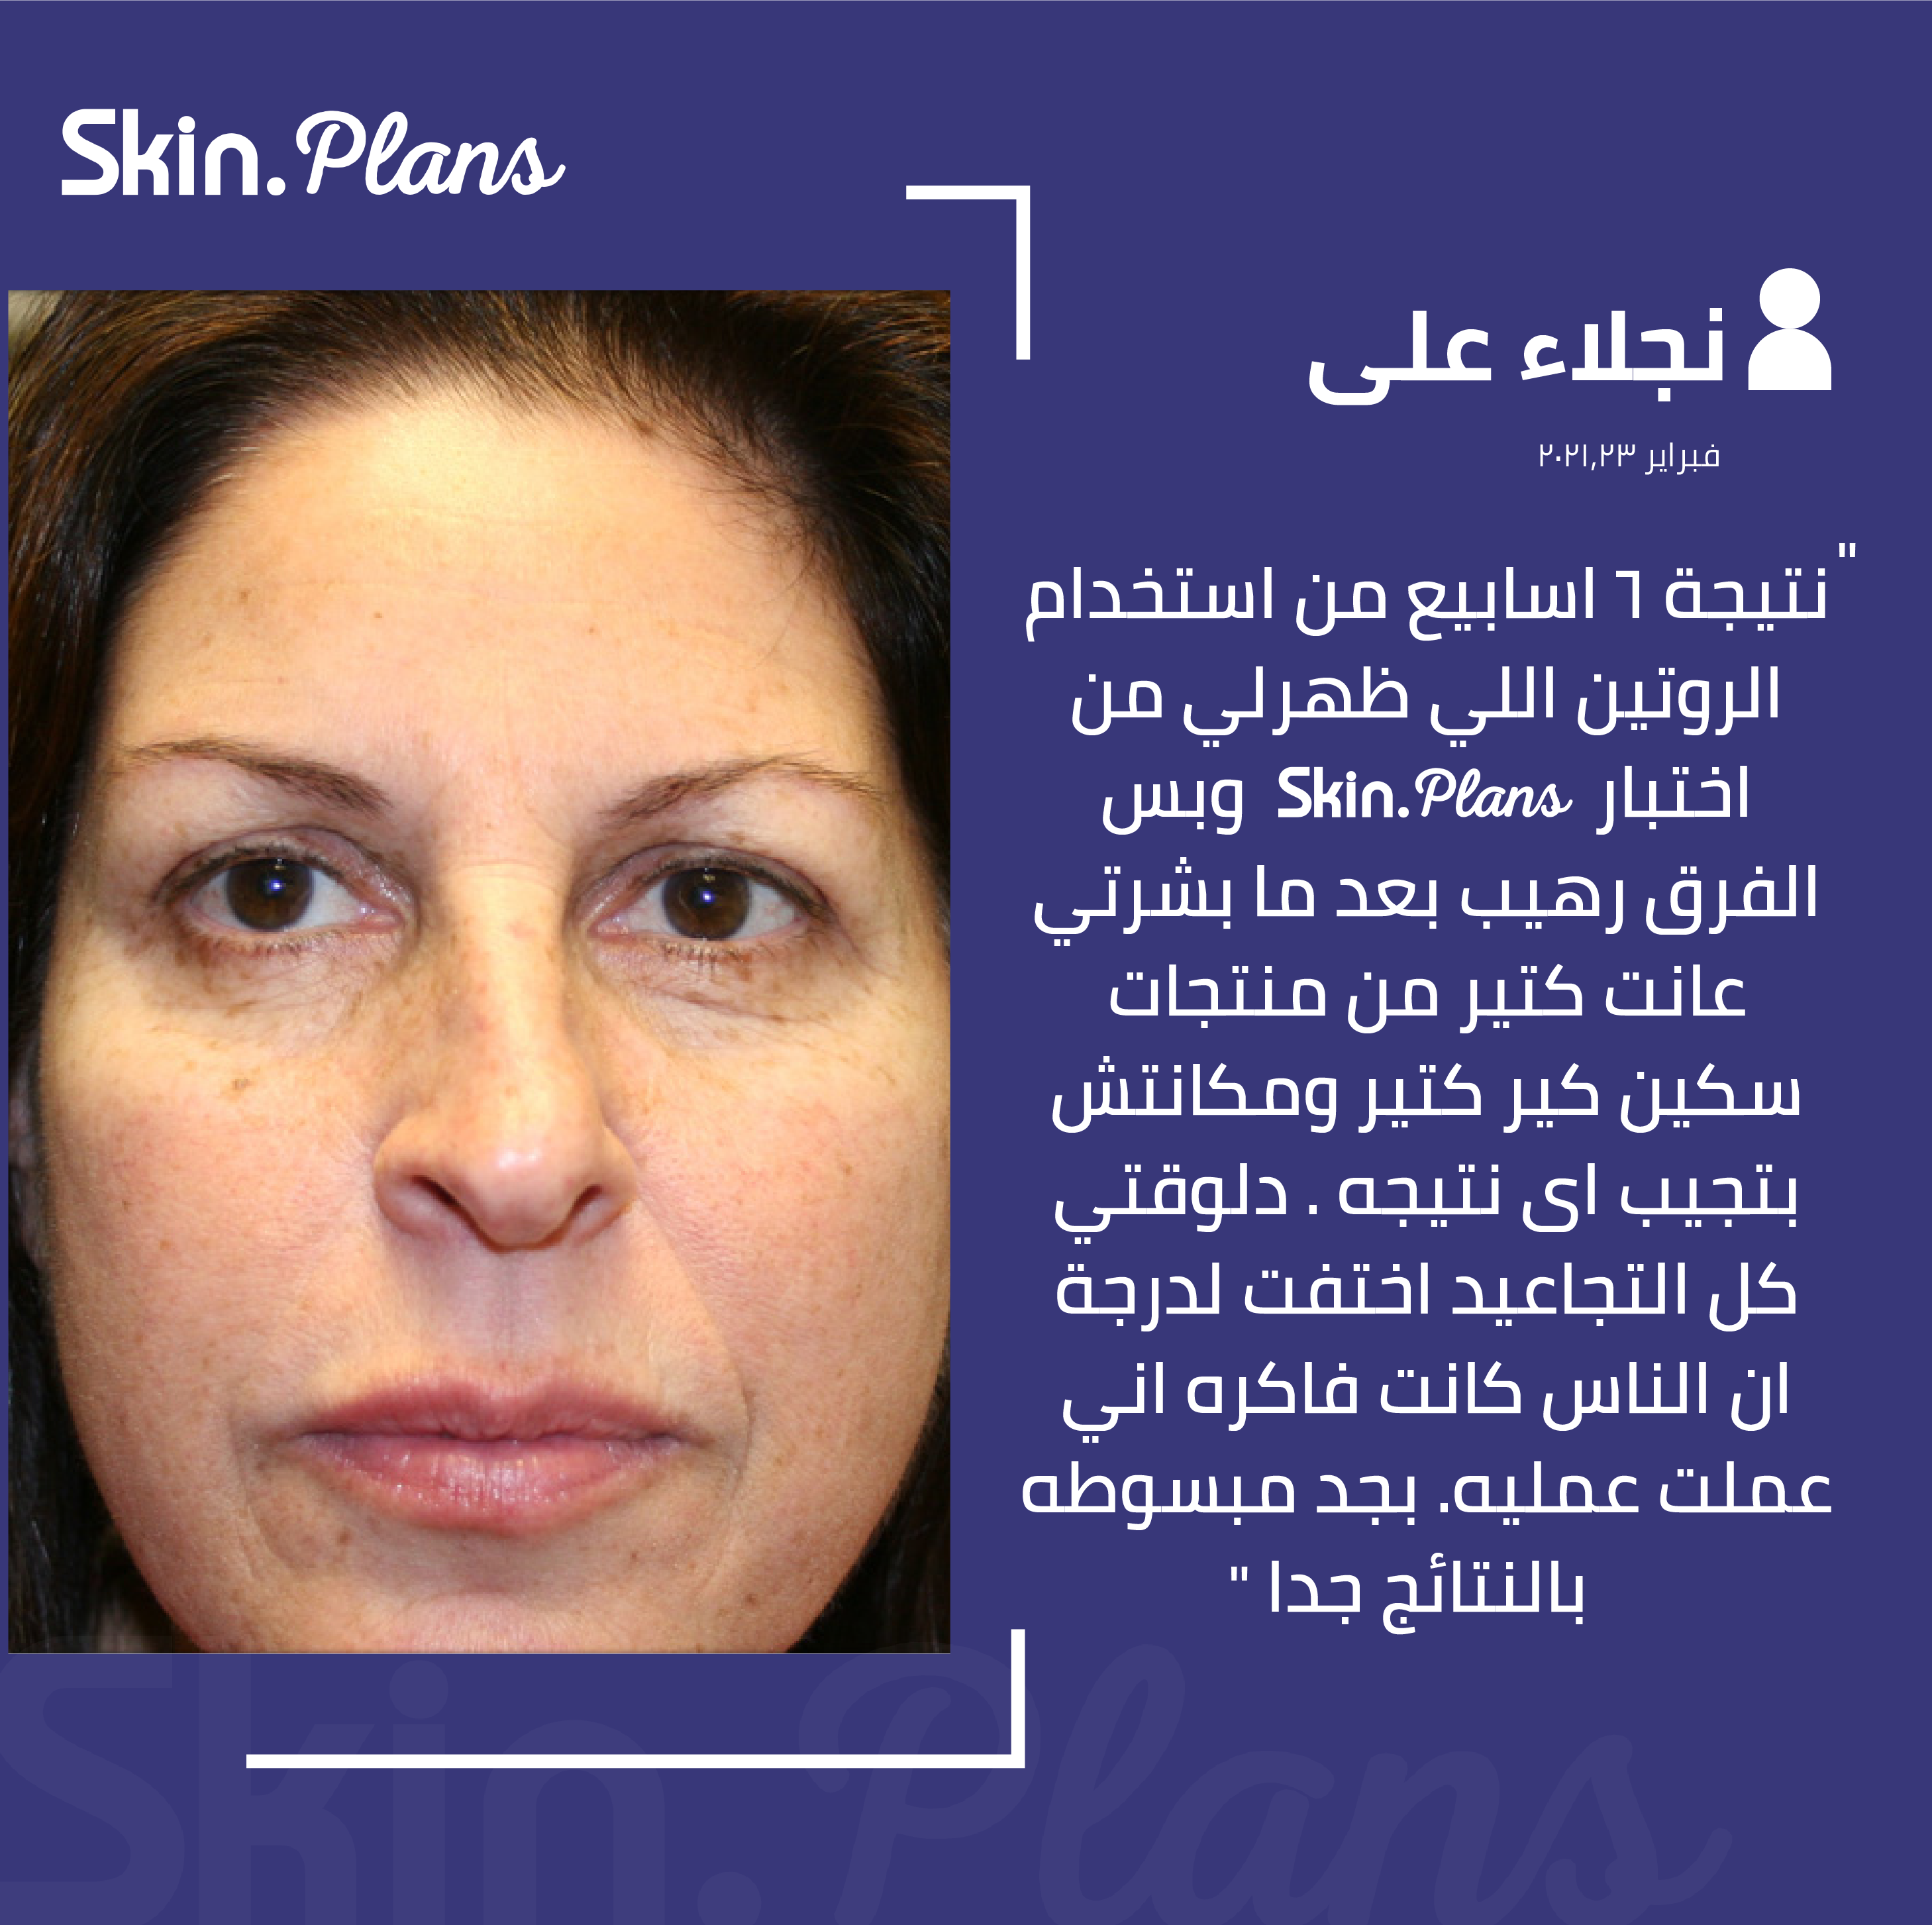 Skin.Plans
نجلاء على
فبراير ٢٠٢١,٢٣
"نتيجة ٦ اسابيع من استخدام
الروتين اللي ظهرلي من
اختبار Skin.Plans وبس
الفرق رهيب بعد ما بشرتي
عانت كتير من منتجات
سكين كير كتير ومكانتش
بتجيب اى نتيجه . دلوقتي
كل التجاعيد اختفت لدرجة
ان الناس كانت فاكره اني
عملت عمليه. بجد مبسوطه
بالنتائج جدا "
Skin.Plans